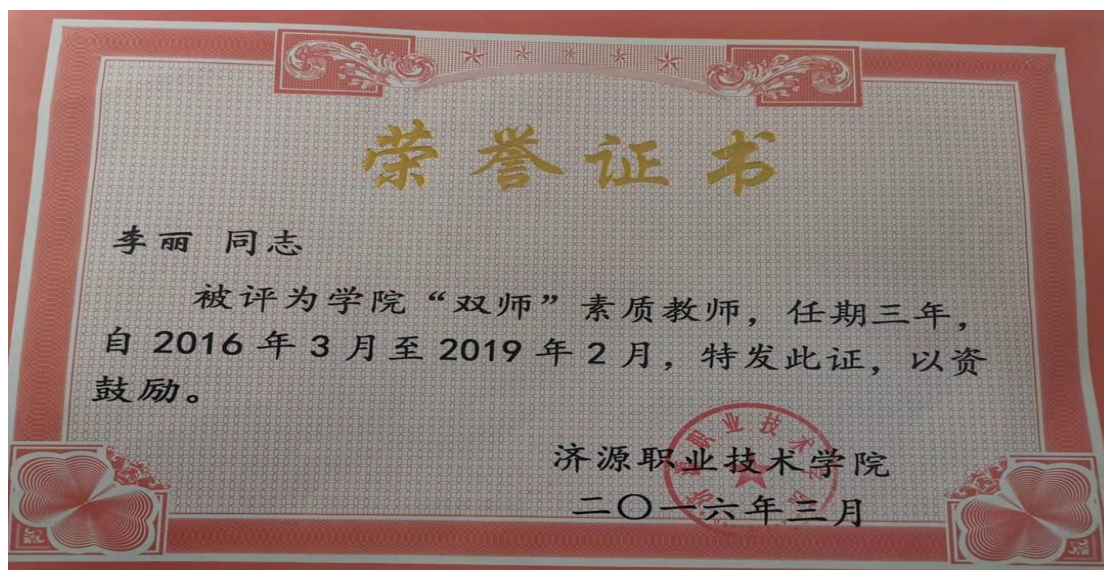 荣誉证书
李丽 同志
被评为学院“双师”素质教师，任期三年，
自 2016 年 3 月至 2019 年 2 月，特发此证，以资
鼓励。
济源职业技术学院
二〇一六年三月